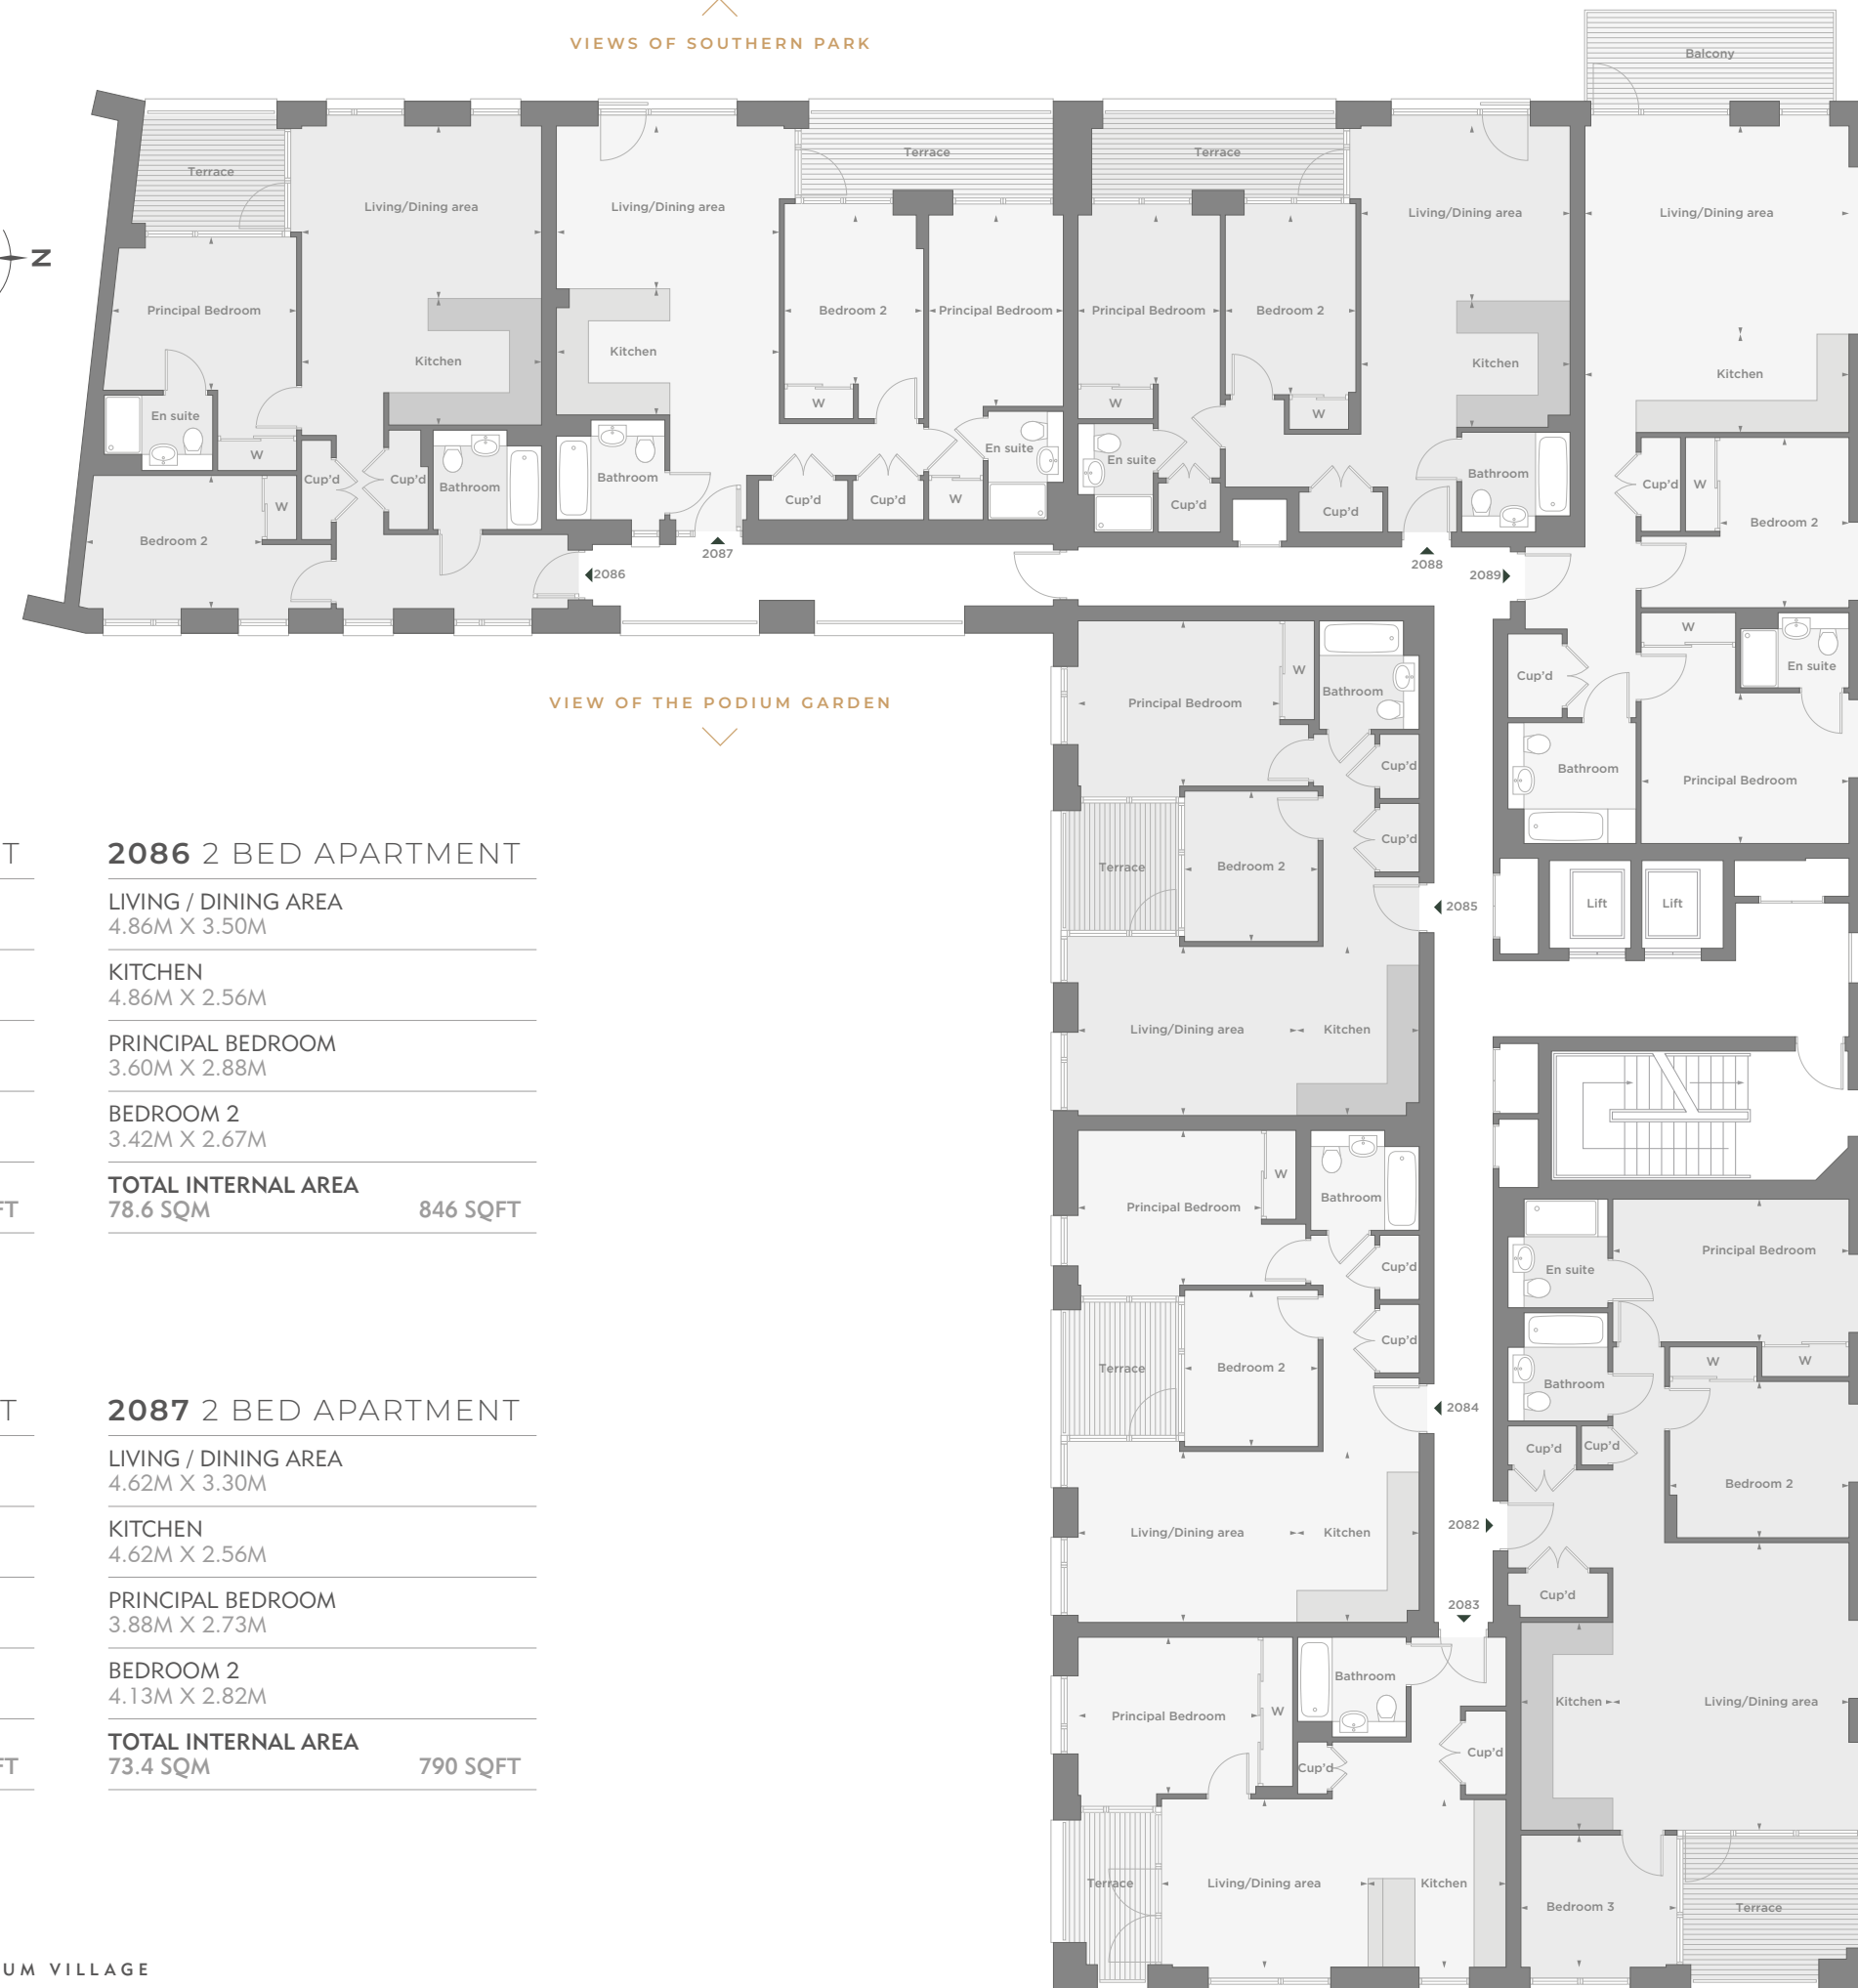 VIEWS OF SOUTHERN PARK
Balcony
Terrace
Terrace
Terrace
Living/Dining area
Living/Dining area
Living/Dining area
Living/Dining area
N
Principal Bedroom
Bedroom 2
Principal Bedroom
Principal Bedroom
Bedroom 2
Kitchen
Kitchen
Kitchen
Kitchen
En suite
W
W
W
W
En suite
En suite
W
Cup'd
Cup'd
Bathroom
Bathroom
Cup'd
Cup'd
W
Cup'd
Cup'd
Bathroom
Cup'd
W
Bedroom 2
W
Bedroom 2
2087
2086
2088
2089
W
Principal Bedroom
W
Bathroom
Cup'd
En suite
VIEW OF THE PODIUM GARDEN
Cup'd
Bathroom
Principal Bedroom
Cup'd
Terrace
Bedroom 2
2085
Lift
Lift
Living/Dining area
Kitchen
Principal Bedroom
W
Bathroom
Cup'd
Principal Bedroom
En suite
Cup'd
Terrace
Bedroom 2
W
W
Bathroom
2084
Cup'd
Cup'd
Bedroom 2
Living/Dining area
Kitchen
2082
Cup'd
2083
Bathroom
Principal Bedroom
W
Kitchen
Living/Dining area
Cup'd
Cup'd
Terrace
Living/Dining area
Kitchen
Bedroom 3
Terrace
T
FT
T
FT
2086 2 BED APARTMENT
LIVING / DINING AREA
4.86M X 3.50M
KITCHEN
4.86M X 2.56M
PRINCIPAL BEDROOM
3.60M X 2.88M
BEDROOM 2
3.42M X 2.67M
TOTAL INTERNAL AREA
78.6 SQM 846 SQFT
2087 2 BED APARTMENT
LIVING / DINING AREA
4.62M X 3.30M
KITCHEN
4.62M X 2.56M
PRINCIPAL BEDROOM
3.88M X 2.73M
BEDROOM 2
4.13M X 2.82M
TOTAL INTERNAL AREA
73.4 SQM 790 SQFT
UM VILLAGE